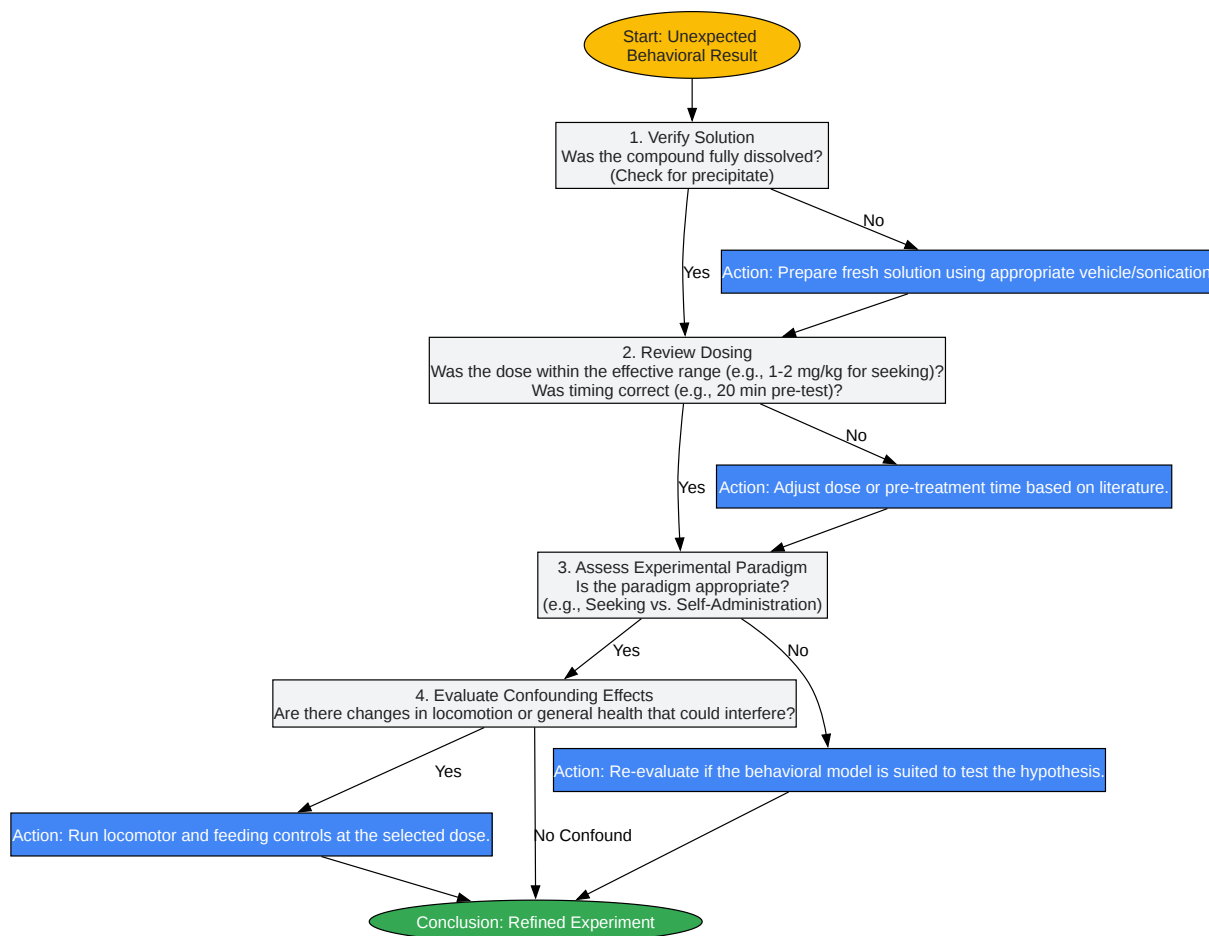 Start: Unexpected
Behavioral Result
1. Verify Solution
Was the compound fully dissolved?
(Check for precipitate)
No
Yes
Action: Prepare fresh solution using appropriate vehicle/sonication
2. Review Dosing
Was the dose within the effective range (e.g., 1-2 mg/kg for seeking)?
Was timing correct (e.g., 20 min pre-test)?
No
Yes
Action: Adjust dose or pre-treatment time based on literature.
3. Assess Experimental Paradigm
Is the paradigm appropriate?
(e.g., Seeking vs. Self-Administration)
Yes
No
4. Evaluate Confounding Effects
Are there changes in locomotion or general health that could interfere?
Yes
Action: Re-evaluate if the behavioral model is suited to test the hypothesis.
Action: Run locomotor and feeding controls at the selected dose.
No Confound
Conclusion: Refined Experiment